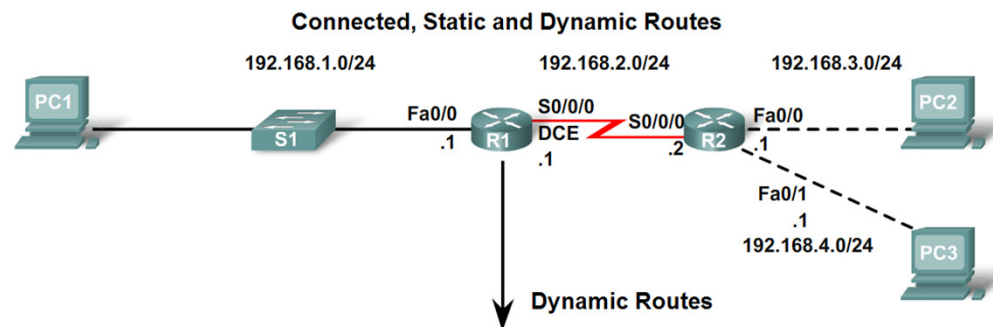 Connected, Static and Dynamic Routes
192.168.1.0/24
192.168.2.0/24
192.168.3.0/24
PC1
S1
Fa0/0
.1
R1
S0/0/0
DCE
.1
S0/0/0
.2
R2
Fa0/0
.1
PC2
Fa0/1
.1
192.168.4.0/24
PC3
Dynamic Routes